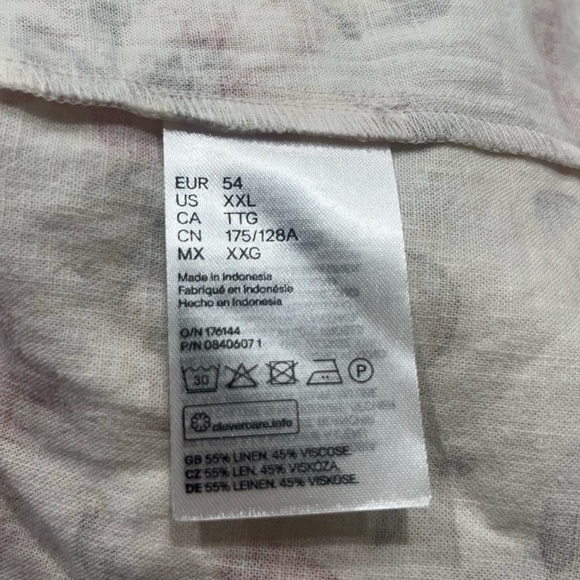 EUR 54
US XXL
CA TTG
CN 175/128A
MX XXG
Made in Indonesia
Fabriqué en Indonésie
Hecho en Indonesia
O/N 176144
P/N 0840607 1
30
P
clevercare.info
GB 55% LINEN. 45% VISCOSE.
CZ 55% LEN. 45% VISKÓZA.
DE 55% LEINEN. 45% VISKOSE.